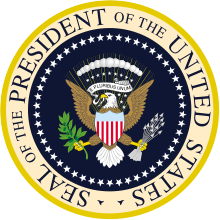 SEAL OF THE PRESIDENT OF THE UNITED STATES
E PLURIBUS UNUM